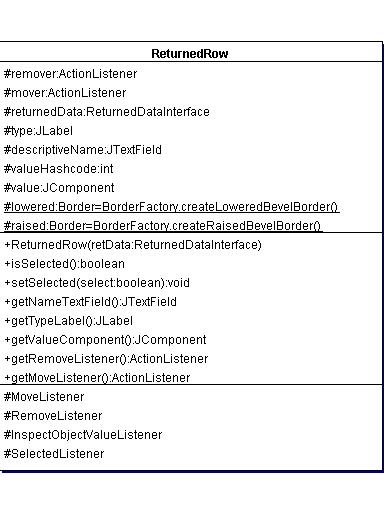 ReturnedRow
#remover:ActionListener
#mover:ActionListener
#returnedData:ReturnedDataInterface
#type:JLabel
#descriptiveName:JTextField
#valueHashcode:int
#value:JComponent
#lowered:Border=BorderFactory.createLoweredBevelBorder()
#raised:Border=BorderFactory.createRaisedBevelBorder()
+ReturnedRow(retData:ReturnedDataInterface)
+isSelected():boolean
+setSelected(select:boolean):void
+getNameTextField():JTextField
+getTypeLabel():JLabel
+getValueComponent():JComponent
+getRemoveListener():ActionListener
+getMoveListener():ActionListener
#MoveListener
#RemoveListener
#InspectObjectValueListener
#SelectedListener